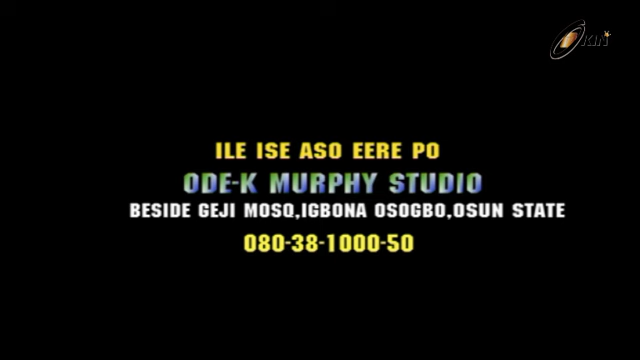 OKIN
ILE ISE ASO EERE PO
ODE-K MURPHY STUDIO
BESIDE GEJI MOSQ,IGBONA OSOGBO,OSUN STATE
080-38-1000-50